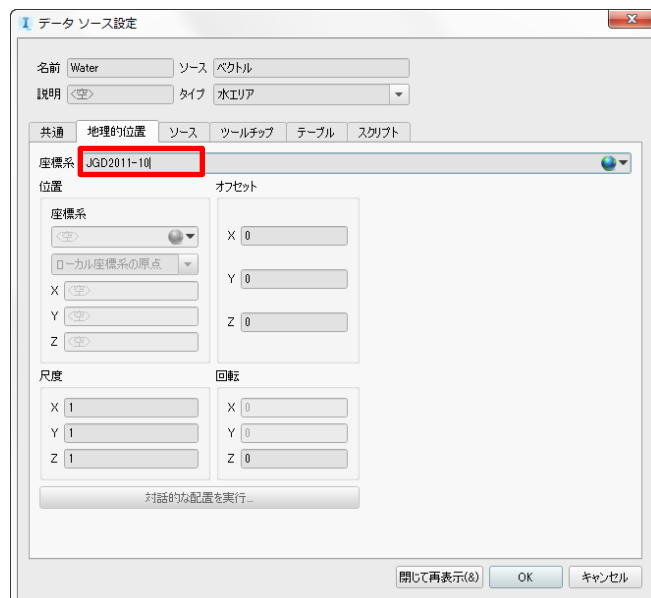 データ ソース設定
名前 Water ソース ベクトル
説明 <空> タイプ 水エリア
共通 地理的位置 ソース ツールチップ テーブル スクリプト
座標系 JGD2011-10
位置 オフセット
座標系
<空> X 0
ローカル座標系の原点
X <空> Y 0
Y <空>
Z <空> Z 0
尺度 回転
X 1 X 0
Y 1 Y 0
Z 1 Z 0
対話的な配置を実行...
閉じて再表示(&) OK キャンセル